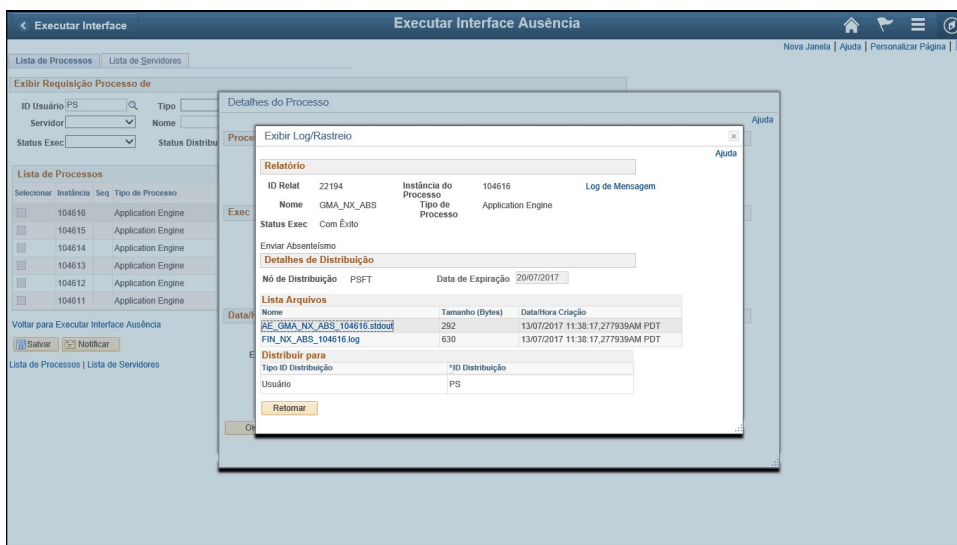 Executar Interface
Executar Interface Ausência
Nova Janela | Ajuda | Personalizar Página |
Lista de Processos
Lista de Servidores
Exibir Requisição Processo de
ID Usuário PS Tipo
Servidor Nome
Status Exec Status Distribu
Lista de Processos
Selecionar Instância Seq Tipo de Processo
104616 Application Engine
104615 Application Engine
104614 Application Engine
104613 Application Engine
104612 Application Engine
104611 Application Engine
Voltar para Executar Interface Ausência
Salvar Notificar
Lista de Processos | Lista de Servidores
Detalhes do Processo
Ajuda
Proce
Exec
Data/H
E
OK
Exibir Log/Rastreio
Ajuda
Relatório
ID Relat 22194 Instância do Processo 104616 Log de Mensagem
Nome GMA_NX_ABS Tipo de Processo Application Engine
Status Exec Com Êxito
Enviar Absenteísmo
Detalhes de Distribuição
Nó de Distribuição PSFT Data de Expiração 20/07/2017
Lista Arquivos
Nome Tamanho (Bytes) Data/Hora Criação
AE_GMA_NX_ABS_104616.stdout 292 13/07/2017 11:38:17,277939AM PDT
FIN_NX_ABS_104616.log 630 13/07/2017 11:38:17,277939AM PDT
Distribuir para
Tipo ID Distribuição *ID Distribuição
Usuário PS
Retornar